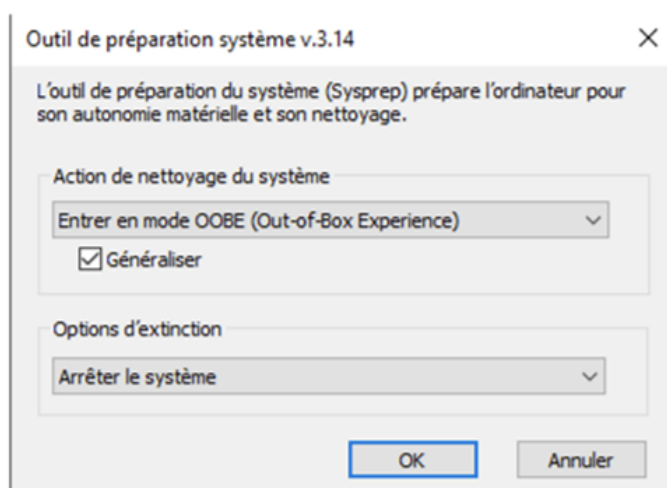 Outil de préparation système v.3.14
L'outil de préparation du système (Sysprep) prépare l'ordinateur pour
son autonomie matérielle et son nettoyage.
Action de nettoyage du système
Entrer en mode OOBE (Out-of-Box Experience)
Généraliser
Options d'extinction
Arrêter le système
OK Annuler